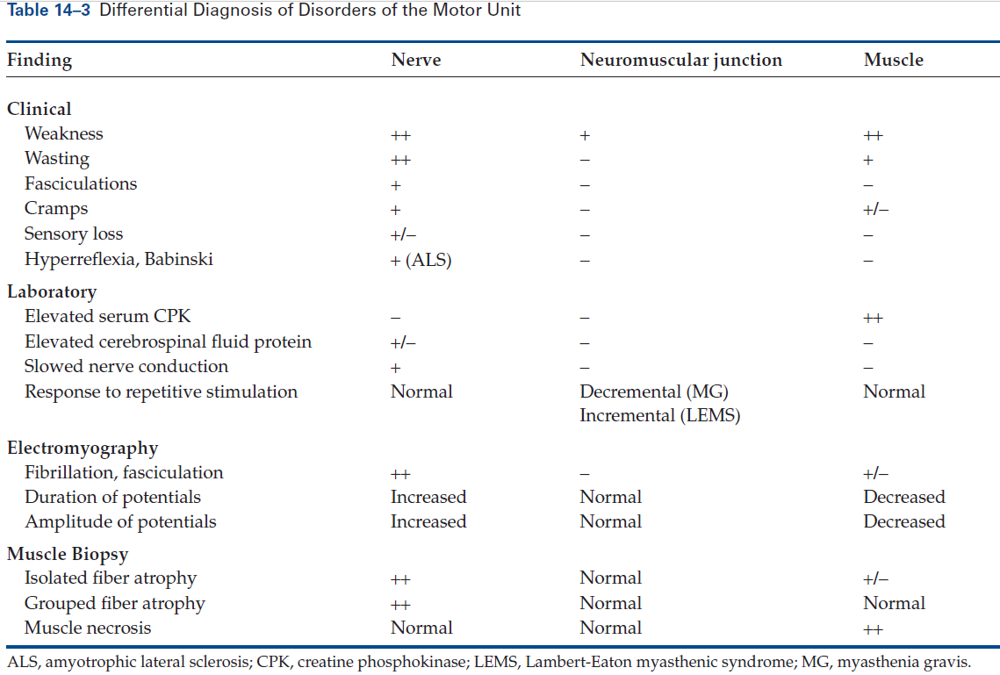 Table 14–3 Differential Diagnosis of Disorders of the Motor Unit
Finding Nerve Neuromuscular junction Muscle
Clinical
Weakness ++ + ++
Wasting ++ – +
Fasciculations + – –
Cramps + – +/–
Sensory loss +/– – –
Hyperreflexia, Babinski + (ALS) – –
Laboratory
Elevated serum CPK – – ++
Elevated cerebrospinal fluid protein +/– – –
Slowed nerve conduction + – –
Response to repetitive stimulation Normal Decremental (MG) Normal
Incremental (LEMS)
Electromyography
Fibrillation, fasciculation ++ – +/–
Duration of potentials Increased Normal Decreased
Amplitude of potentials Increased Normal Decreased
Muscle Biopsy
Isolated fiber atrophy ++ Normal +/–
Grouped fiber atrophy ++ Normal Normal
Muscle necrosis Normal Normal ++
ALS, amyotrophic lateral sclerosis; CPK, creatine phosphokinase; LEMS, Lambert-Eaton myasthenic syndrome; MG, myasthenia gravis.